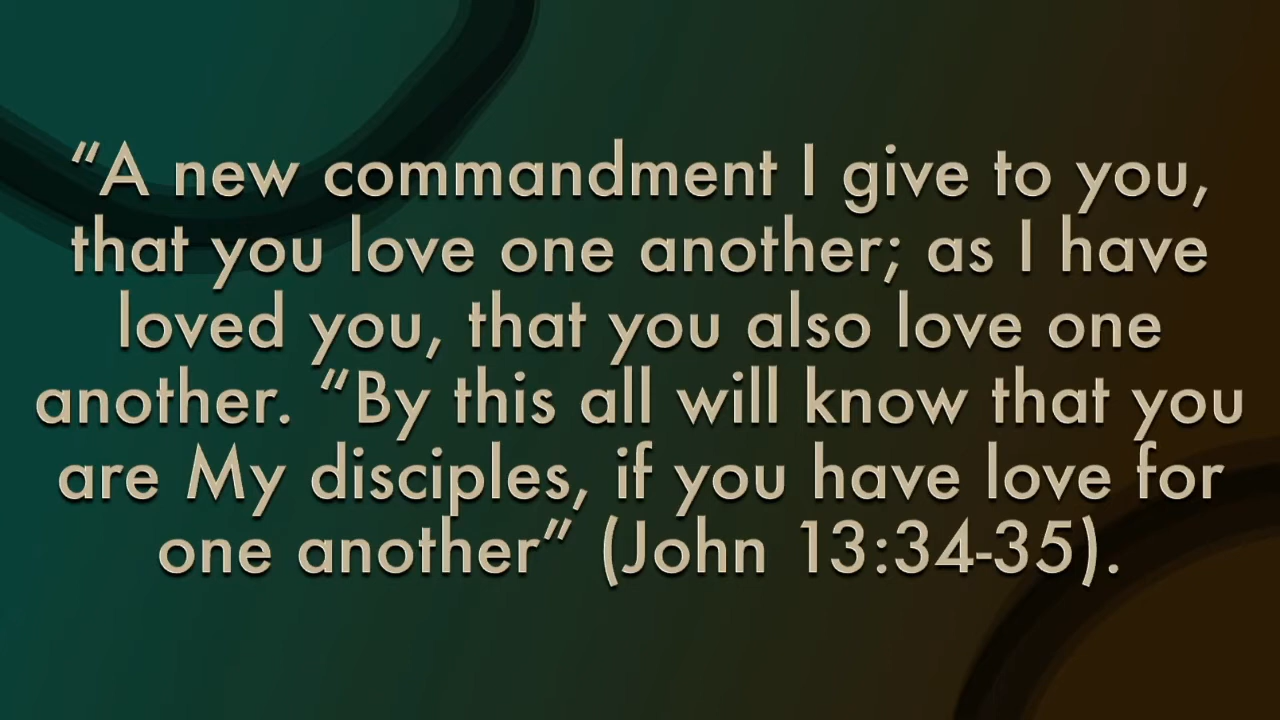 “A new commandment I give to you,
that you love one another; as I have
loved you, that you also love one
another. “By this all will know that you
are My disciples, if you have love for
one another” (John 13:34-35).